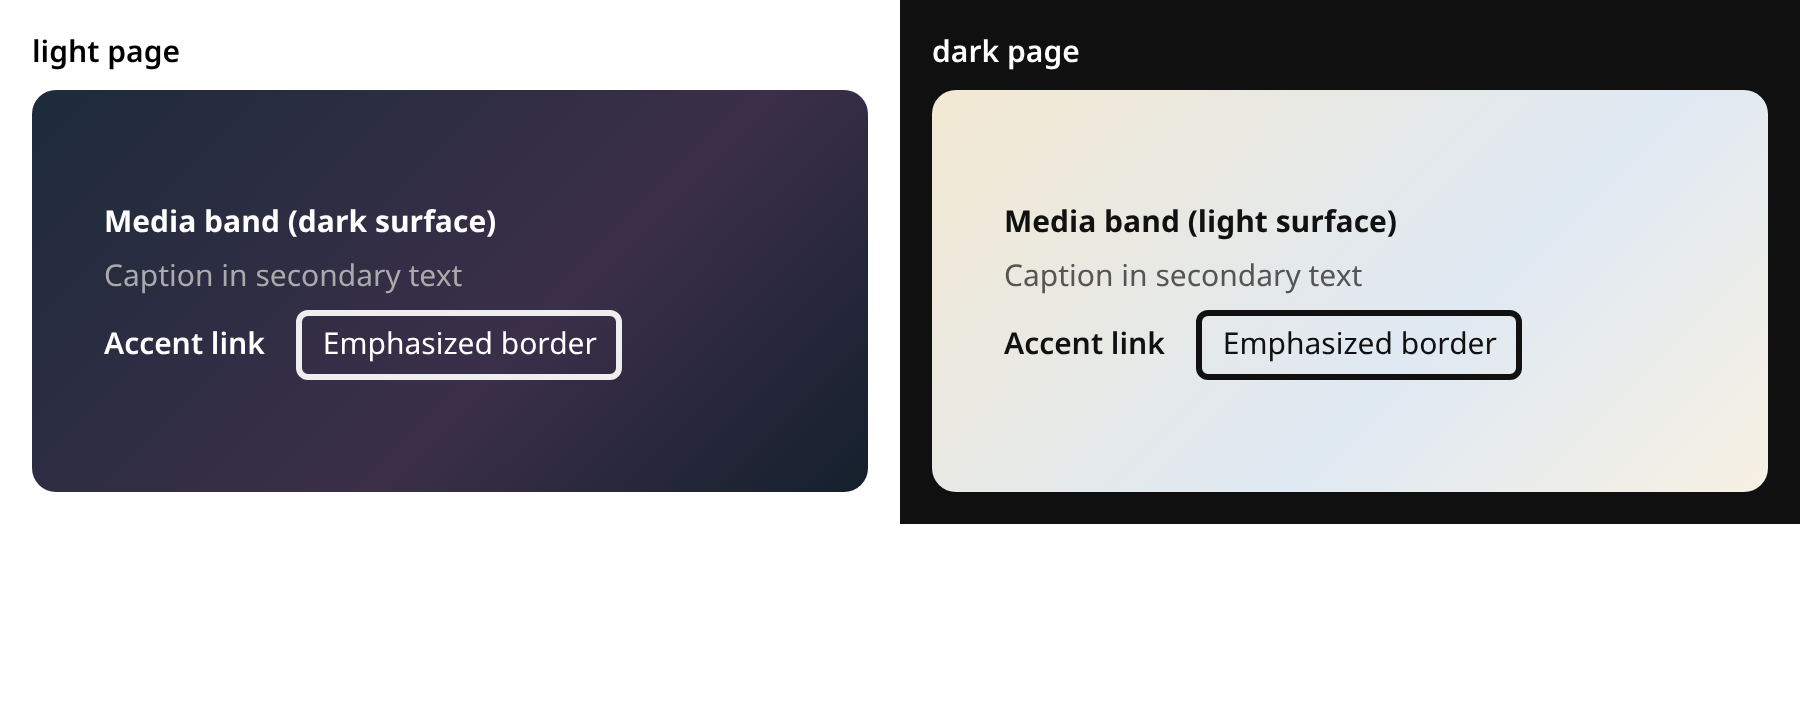 light page
Media band (dark surface)
Caption in secondary text
Accent link
Emphasized border
dark page
Media band (light surface)
Caption in secondary text
Accent link
Emphasized border